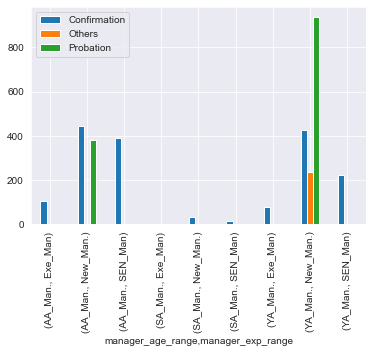 Confirmation
Others
Probation
800
600
400
200
0
(AA_Man., Exe_Man)
(AA_Man., New_Man.)
(AA_Man., SEN_Man)
(SA_Man., Exe_Man)
(SA_Man., New_Man.)
(SA_Man., SEN_Man)
(YA_Man., Exe_Man)
(YA_Man., New_Man.)
(YA_Man., SEN_Man)
manager_age_range,manager_exp_range